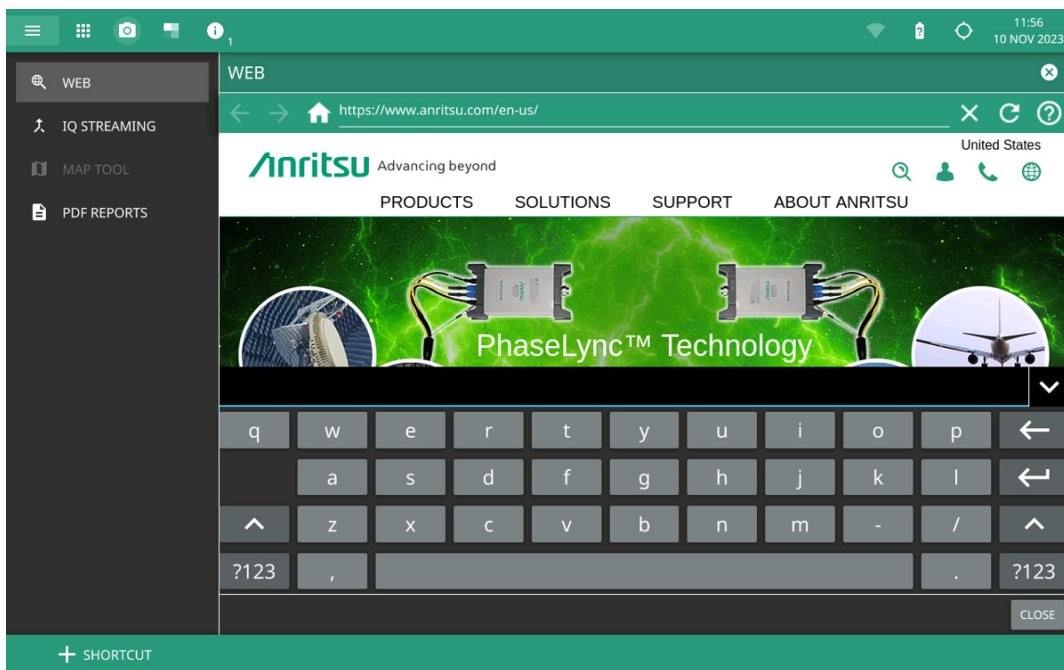 1
11:56
10 NOV 2023
WEB
IQ STREAMING
MAP TOOL
PDF REPORTS
WEB
https://www.anritsu.com/en-us/
United States
Anritsu Advancing beyond
PRODUCTS SOLUTIONS SUPPORT ABOUT ANRITSU
PhaseLync™ Technology
q w e r t y u i o p
a s d f g h j k l
z x c v b n m - /
?123 , . ?123
CLOSE
+ SHORTCUT